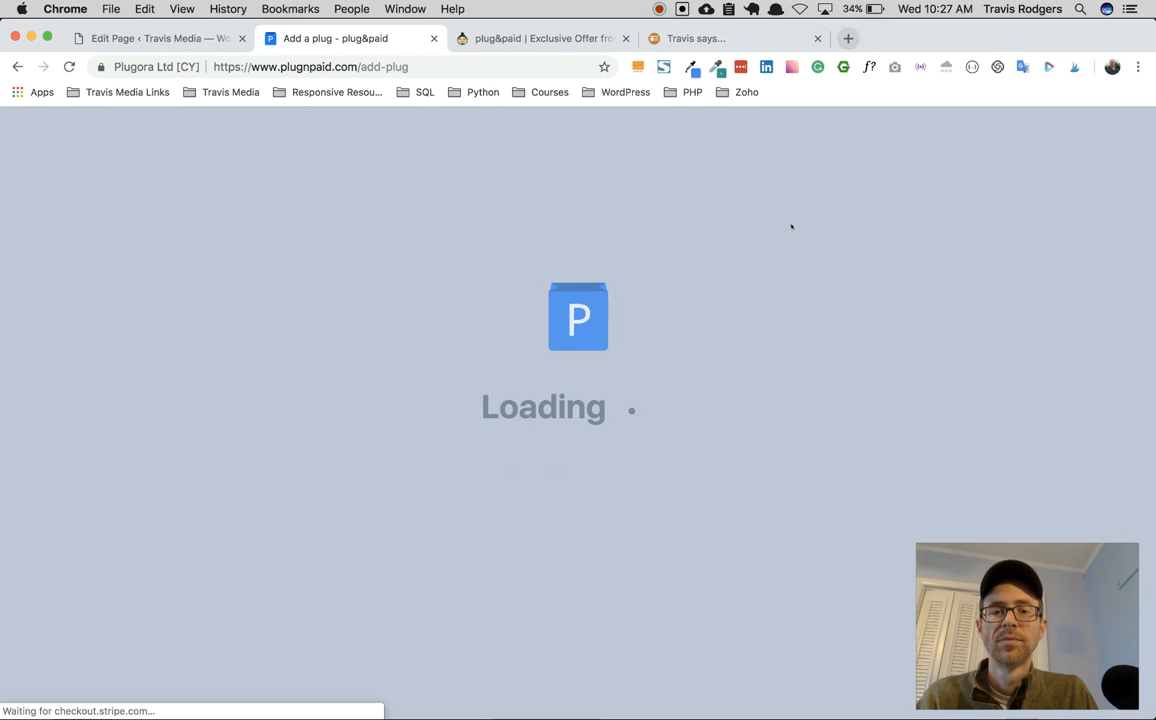 Chrome File Edit View History Bookmarks People Window Help 34% Wed 10:27 AM Travis Rodgers
Edit Page ‹ Travis Media — Wo
Add a plug - plug&paid
plug&paid | Exclusive Offer fro
Travis says...
Plugora Ltd [CY] https://www.plugnpaid.com/add-plug
Apps Travis Media Links Travis Media Responsive Resou... SQL Python Courses WordPress PHP Zoho
P
Loading
Waiting for checkout.stripe.com...